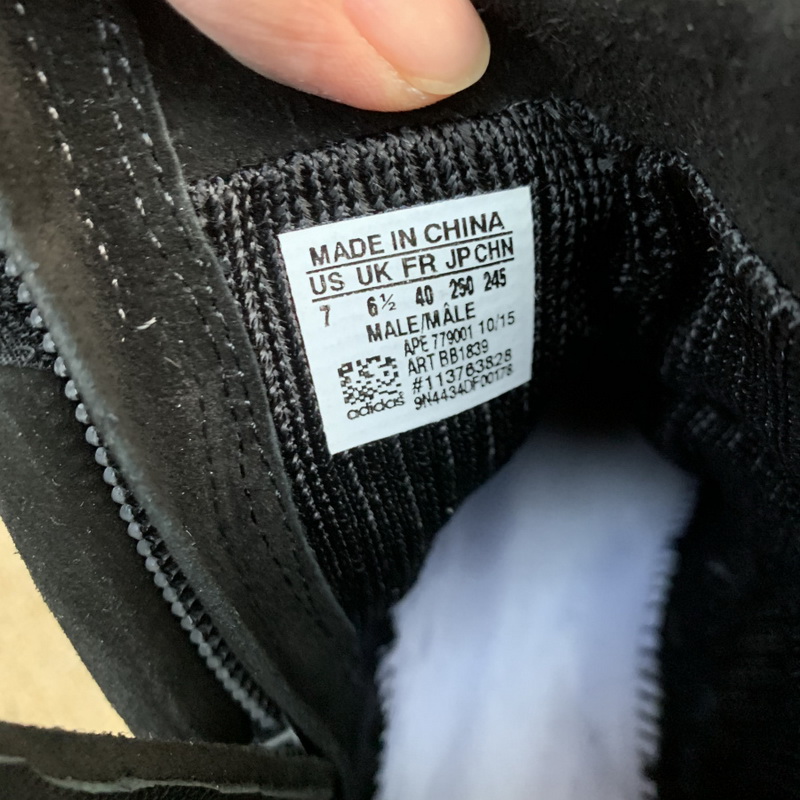 MADE IN CHINA
US UK FR JP CHN
7 6½ 40 250 245
MALE/MÂLE
APE 779001 10/15
ART BB1839
#113763828
adidas 9N4434DF00178